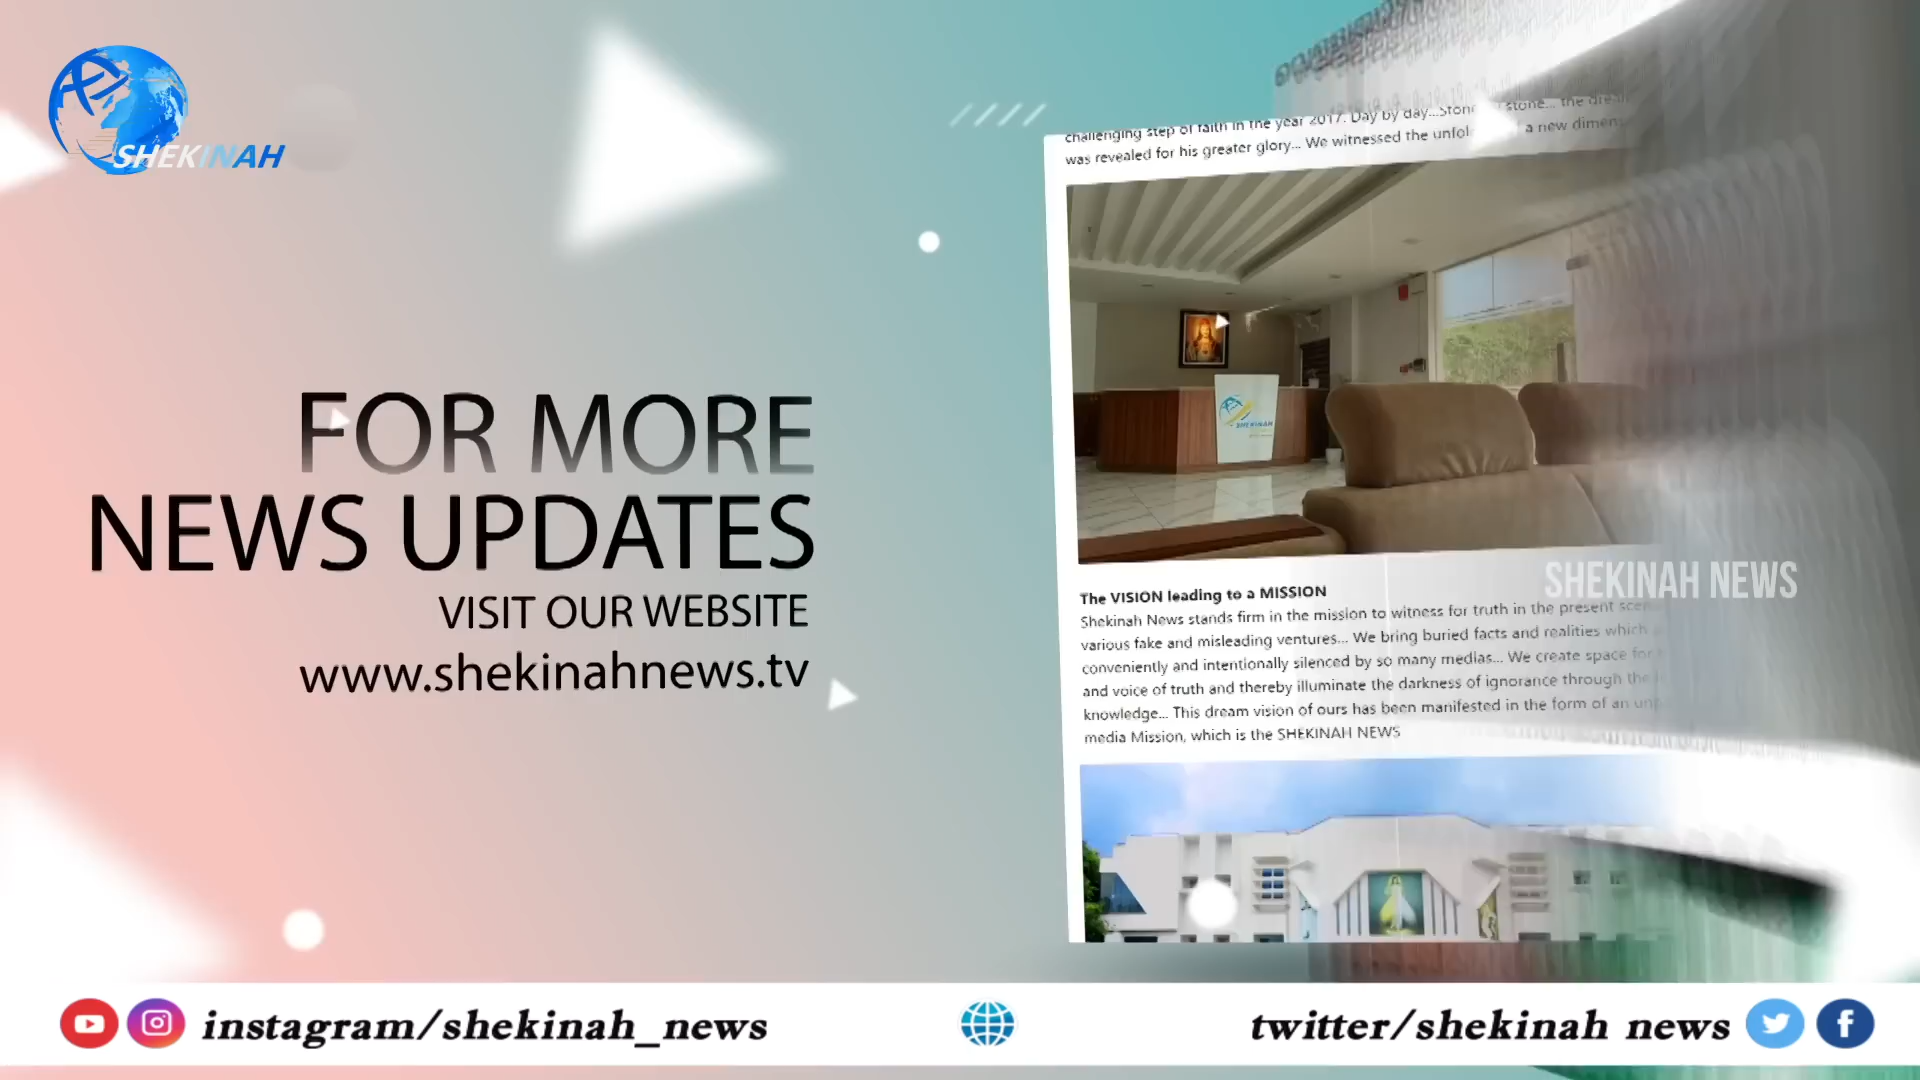 SHEKINAH
FOR MORE
NEWS UPDATES
VISIT OUR WEBSITE
www.shekinahnews.tv
challenging step of faith in the year 2017. Day by day...Stone stone... the
was revealed for his greater glory... We witnessed the a new
SHEKINAH
The VISION leading to a MISSION
Shekinah News stands firm in the mission to witness for truth in the present
various fake and misleading ventures... We bring buried facts and realities which
conveniently and intentionally silenced by so many medias... We create space for
and voice of truth and thereby illuminate the darkness of ignorance through the
knowledge... This dream vision of ours has been manifested in the form of an
media Mission, which is the SHEKINAH NEWS
SHEKINAH NEWS
instagram/shekinah_news
twitter/shekinah news